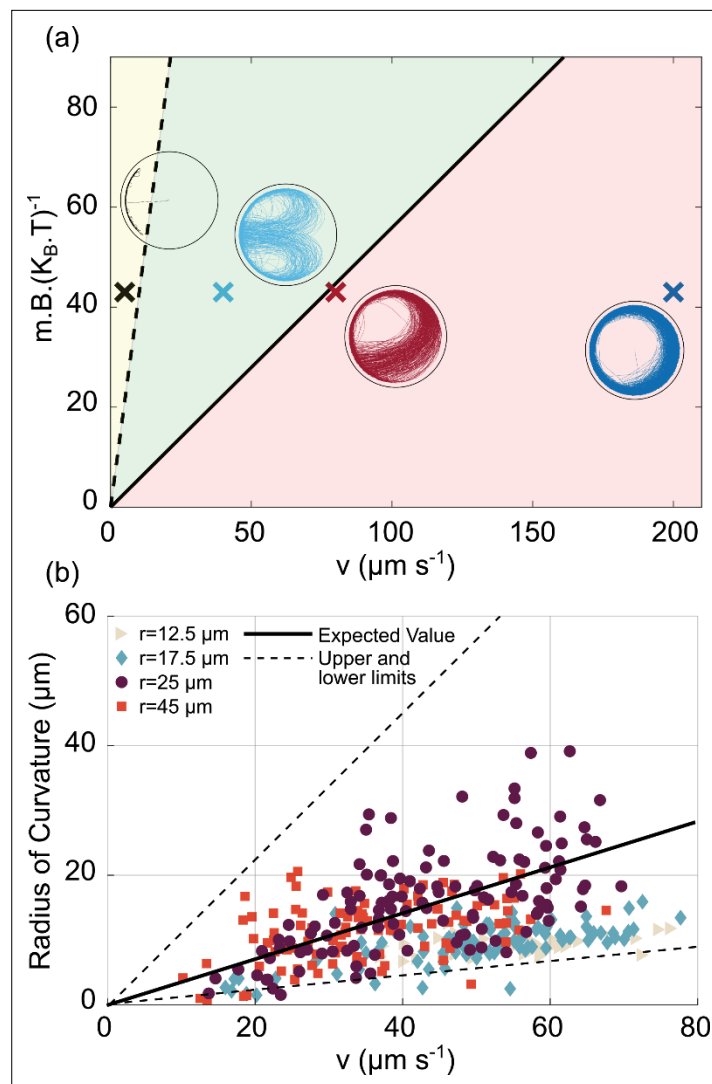 (a)
80
60
40
20
0
m.B.(K_B.T)^-1
0 50 100 150 200
v (µm s^-1)
(b)
60
40
20
0
Radius of Curvature (µm)
r=12.5 µm
r=17.5 µm
r=25 µm
r=45 µm
Expected Value
Upper and
lower limits
0 20 40 60 80
v (µm s^-1)